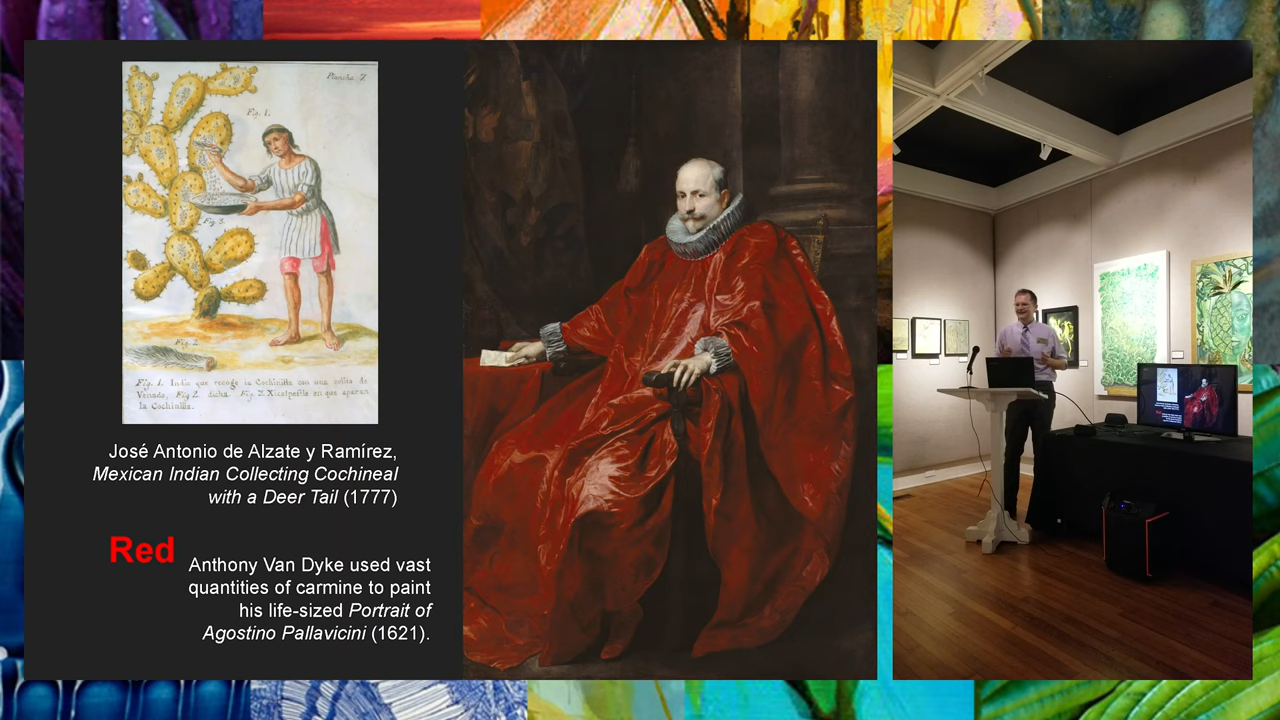 Plancha 7
Fig. 1.
Fig. 3.
Fig. 2.
Fig. 1. Indio que recoge la Cochinilla con una colita de
Venado. Fig 2. dicha. Fig. 3. Xicalpestle en que aparan
la Cochinilla.
José Antonio de Alzate y Ramírez,
Mexican Indian Collecting Cochineal
with a Deer Tail (1777)
Red
Anthony Van Dyke used vast
quantities of carmine to paint
his life-sized Portrait of
Agostino Pallavicini (1621).